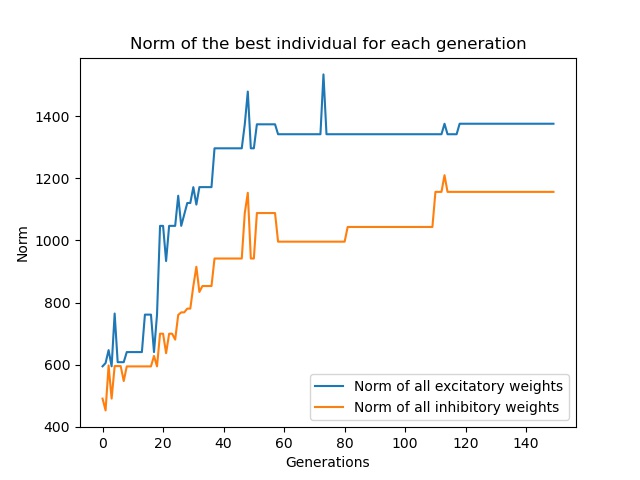 Norm of the best individual for each generation
Norm
1400
1200
1000
800
600
400
0 20 40 60 80 100 120 140
Generations
Norm of all excitatory weights
Norm of all inhibitory weights